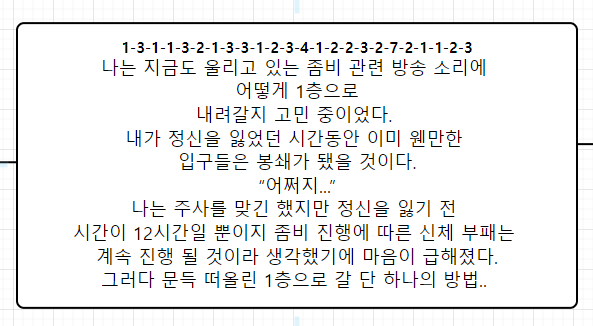 1-3-1-1-3-2-1-3-3-1-2-3-4-1-2-2-3-2-7-2-1-1-2-3
나는 지금도 울리고 있는 좀비 관련 방송 소리에
어떻게 1층으로
내려갈지 고민 중이었다.
내가 정신을 잃었던 시간동안 이미 웬만한
입구들은 봉쇄가 됐을 것이다.
"어쩌지..."
나는 주사를 맞긴 했지만 정신을 잃기 전
시간이 12시간일 뿐이지 좀비 진행에 따른 신체 부패는
계속 진행 될 것이라 생각했기에 마음이 급해졌다.
그러다 문득 떠올린 1층으로 갈 단 하나의 방법..